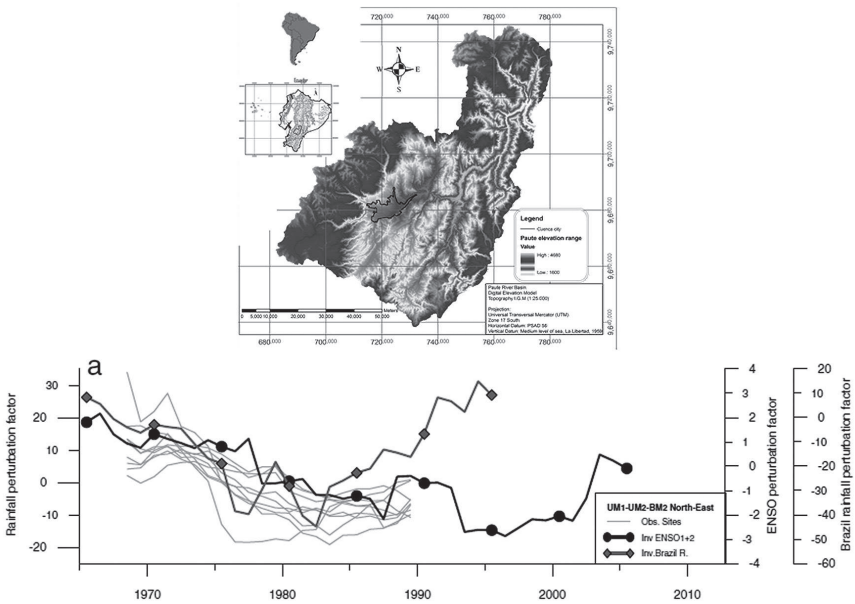 720,000 740,000 760,000 780,000
N
W E
S
Legend
Cuenca city
Paute elevation range
Value
High : 4680
Low : 1600
Paute River Basin
Digital Elevation Model
Topography I.G.M (1:25.000)
Projection:
Universal Transversal Mercator (UTM)
Zone 17 South
Horizontal Datum: PSAD 56
Vertical Datun, Medium level of sea, La Libertad, 1959
0 5,000 10,000 20,000 30,000 40,000 50,000 Meters
680,000 700,000 720,000 740,000 760,000 780,000
a
Rainfall perturbation factor
30
20
10
0
-10
-20
4
3
2
1
0
-1
-2
-3
-4
ENSO perturbation factor
20
10
0
-10
-20
-30
-40
-50
-60
Brazil rainfall perturbation factor
UM1-UM2-BM2 North-East
Obs. Sites
Inv ENSO1+2
Inv.Brazil R.
1970 1980 1990 2000 2010